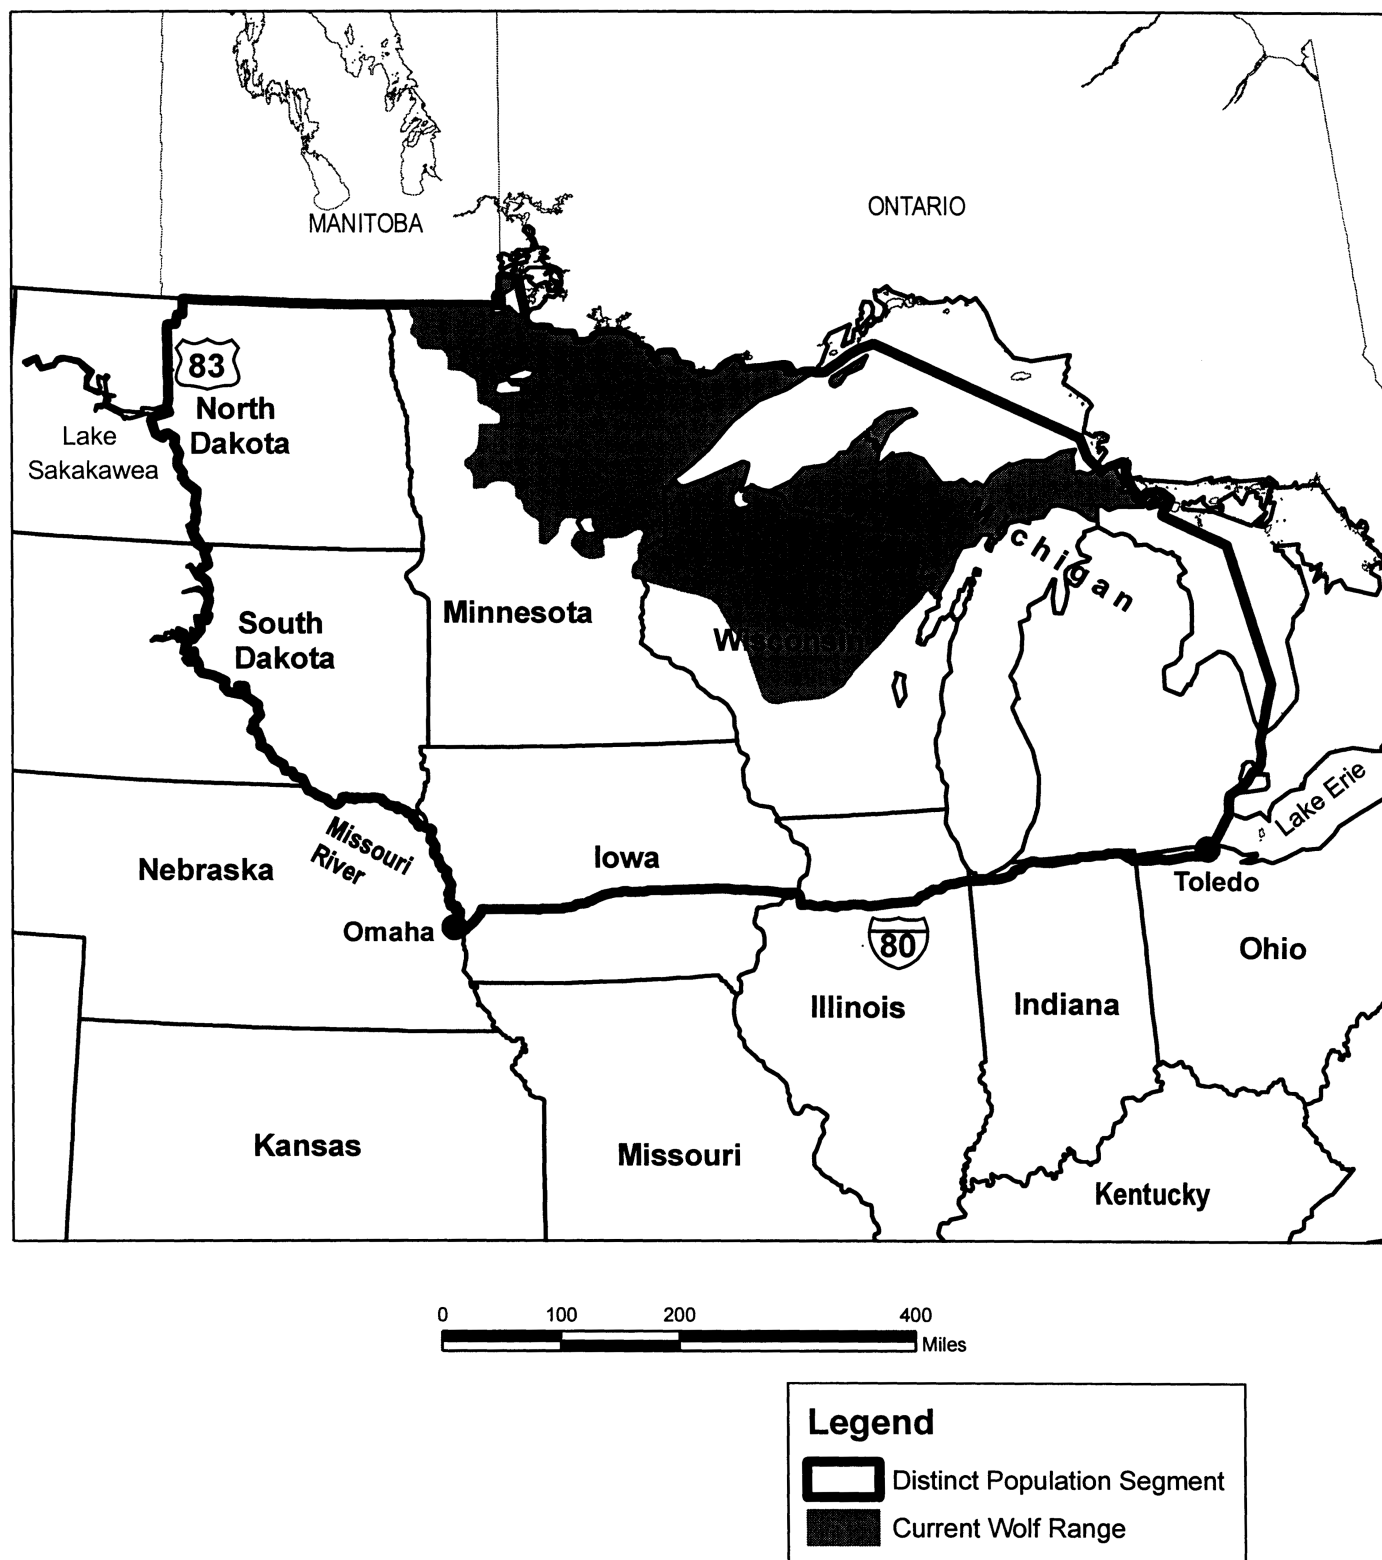 MANITOBA
ONTARIO
83
North
Dakota
Lake
Sakakawea
chigan
South
Dakota
Minnesota
Wisconsin
Lake Erie
Missouri
River
Nebraska
Iowa
Toledo
Omaha
80
Ohio
Illinois
Indiana
Kansas
Missouri
Kentucky
0 100 200 400
Miles
Legend
Distinct Population Segment
Current Wolf Range